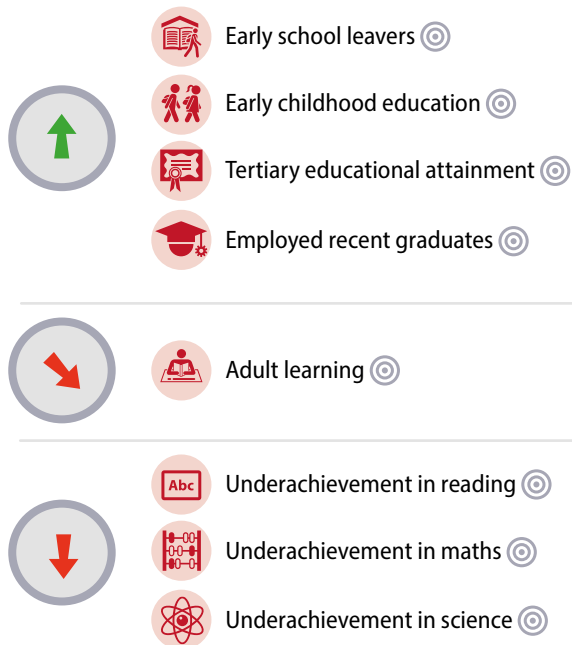 Early school leavers
Early childhood education
Tertiary educational attainment
Employed recent graduates
Adult learning
Abc
Underachievement in reading
Underachievement in maths
Underachievement in science